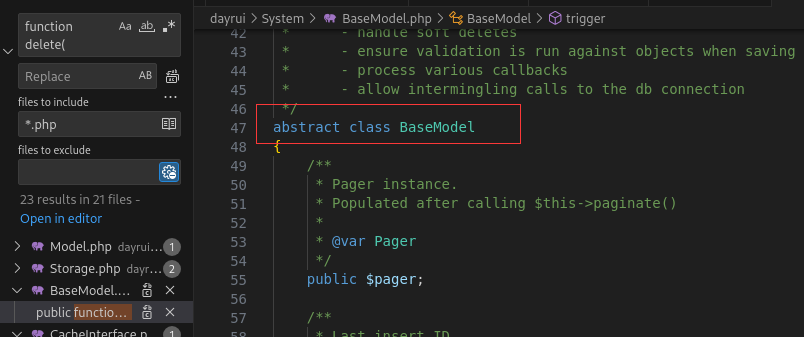 function
delete(
Aa ab .*
Replace
AB
files to include
...
*.php
files to exclude
23 results in 21 files -
Open in editor
Model.php dayrui... 1
Storage.php dayrui... 2
BaseModel....
public functio...
CacheInterface.p... 1
dayrui > System > BaseModel.php > BaseModel > trigger
42 * - handle soft deletes
43 * - ensure validation is run against objects when saving
44 * - process various callbacks
45 * - allow intermingling calls to the db connection
46 */
47 abstract class BaseModel
48 {
49 /**
50 * Pager instance.
51 * Populated after calling $this->paginate()
52 *
53 * @var Pager
54 */
55 public $pager;
56
57 /**
58 * Last insert ID